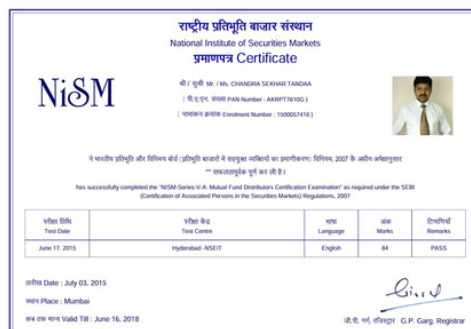 राष्ट्रीय प्रतिभूति बाजार संस्थान
National Institute of Securities Markets
प्रमाणपत्र Certificate
NiSM
श्री / सुश्री Mr. / Ms. CHANDRA SEKHAR TANDAA
( पी.ए.एन. संख्या PAN Number : AKRPT7610G )
( नामांकन क्रमांक Enrolment Number : 1500057418 )
ने भारतीय प्रतिभूति और विनिमय बोर्ड (प्रतिभूति बाजारों में सहयुक्त व्यक्तियों का प्रमाणीकरण) विनियम, 2007 के अधीन अपेक्षानुसार
** सफलतापूर्वक पूर्ण कर ली है।
has successfully completed the "NISM-Series-V-A: Mutual Fund Distributors Certification Examination" as required under the SEBI
(Certification of Associated Persons in the Securities Markets) Regulations, 2007
परीक्षा तिथि परीक्षा केंद्र भाषा अंक टिप्पणियाँ
Test Date Test Centre Language Marks Remarks
June 17, 2015 Hyderabad -NSEiT English 84 PASS
तारीख Date : July 03, 2015
स्थान Place : Mumbai
कब तक मान्य Valid Till : June 16, 2018
जी.पी. गर्ग, रजिस्ट्रार G.P. Garg, Registrar